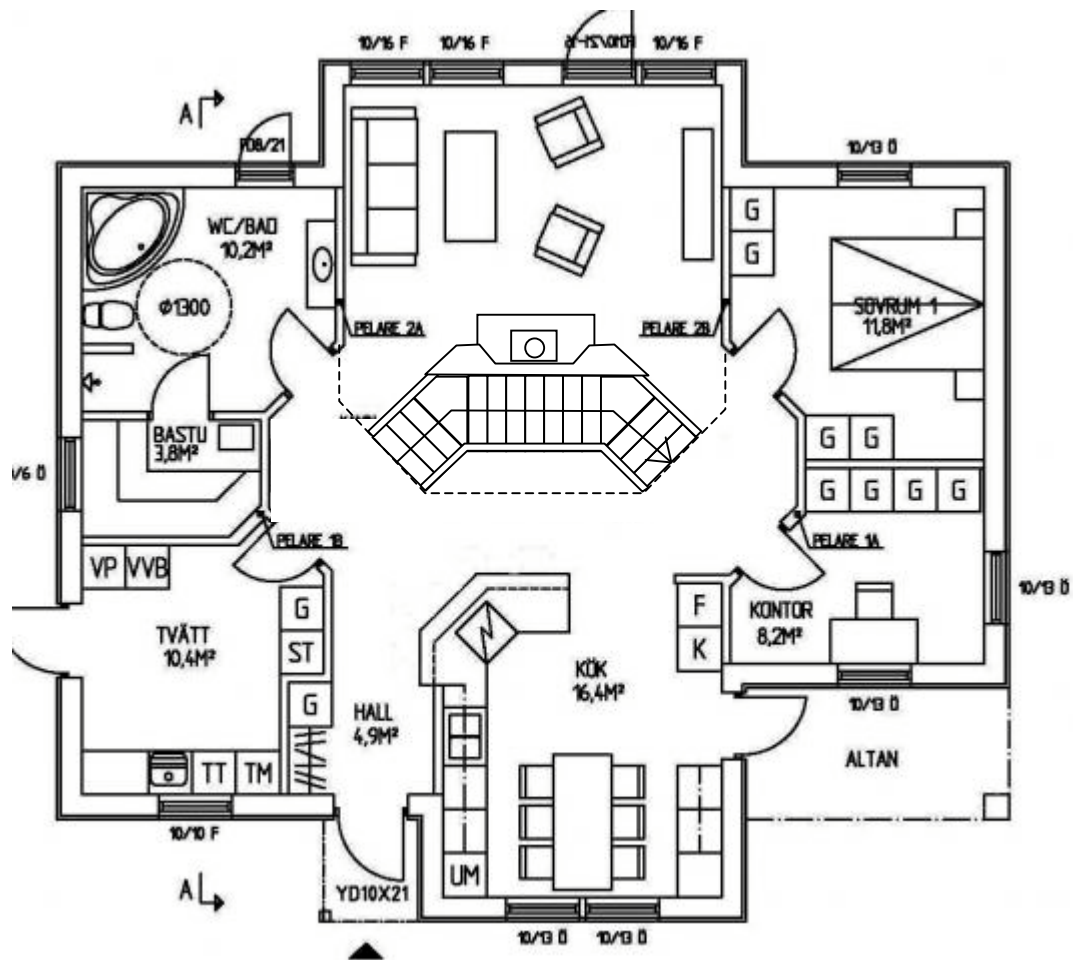 10/16 F
10/16 F
10/16 F
A
FD8/21
10/13 Ö
WC/BAD
10,2M²
G
G
Ø1300
SOVRUM 1
11,8M²
PELARE 2A
PELARE 2B
BASTU
3,8M²
G
G
/6 Ö
G
G
G
G
PELARE 1B
PELARE 1A
VP
VVB
10/13 Ö
G
F
KONTOR
8,2M²
TVÄTT
10,4M²
ST
K
KÖK
16,4M²
G
HALL
4,9M²
10/13 Ö
ALTAN
TT
TM
10/10 F
UM
A
YD10X21
10/13 Ö
10/13 Ö